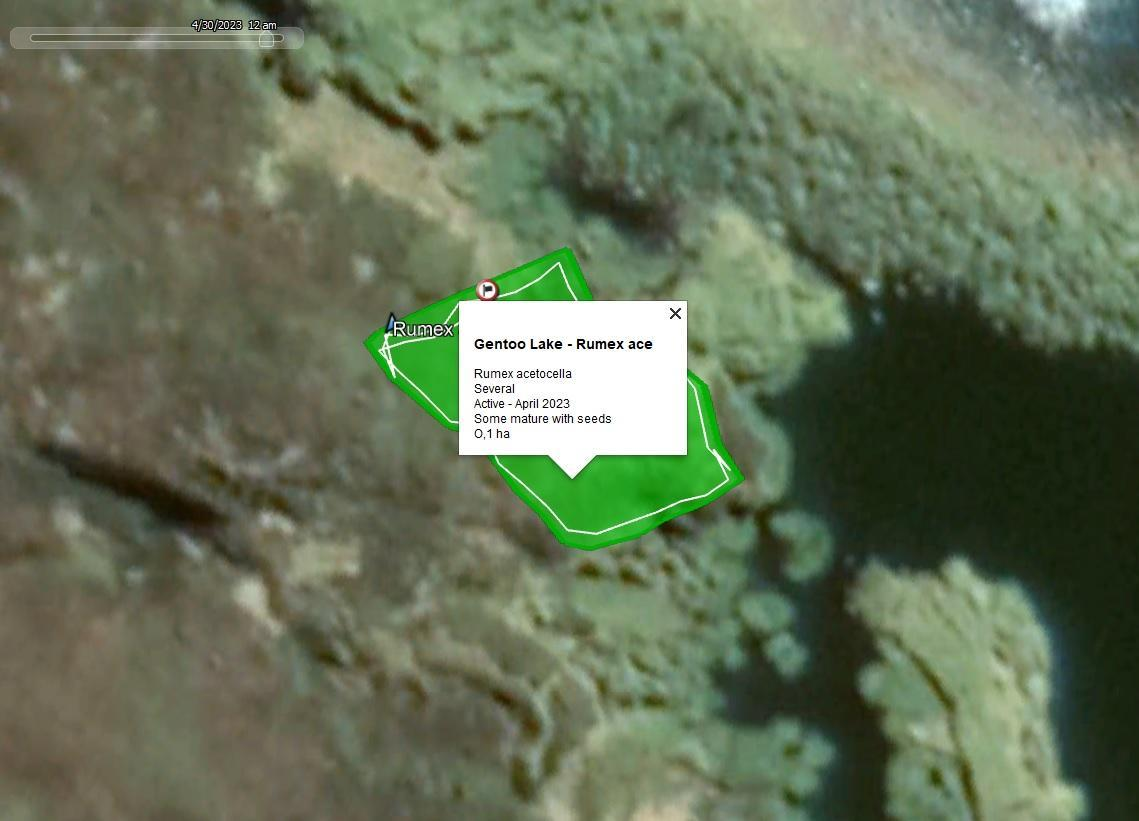 4/30/2023 12 am
Rumex
Gentoo Lake - Rumex ace
Rumex acetocella
Several
Active - April 2023
Some mature with seeds
O,1 ha